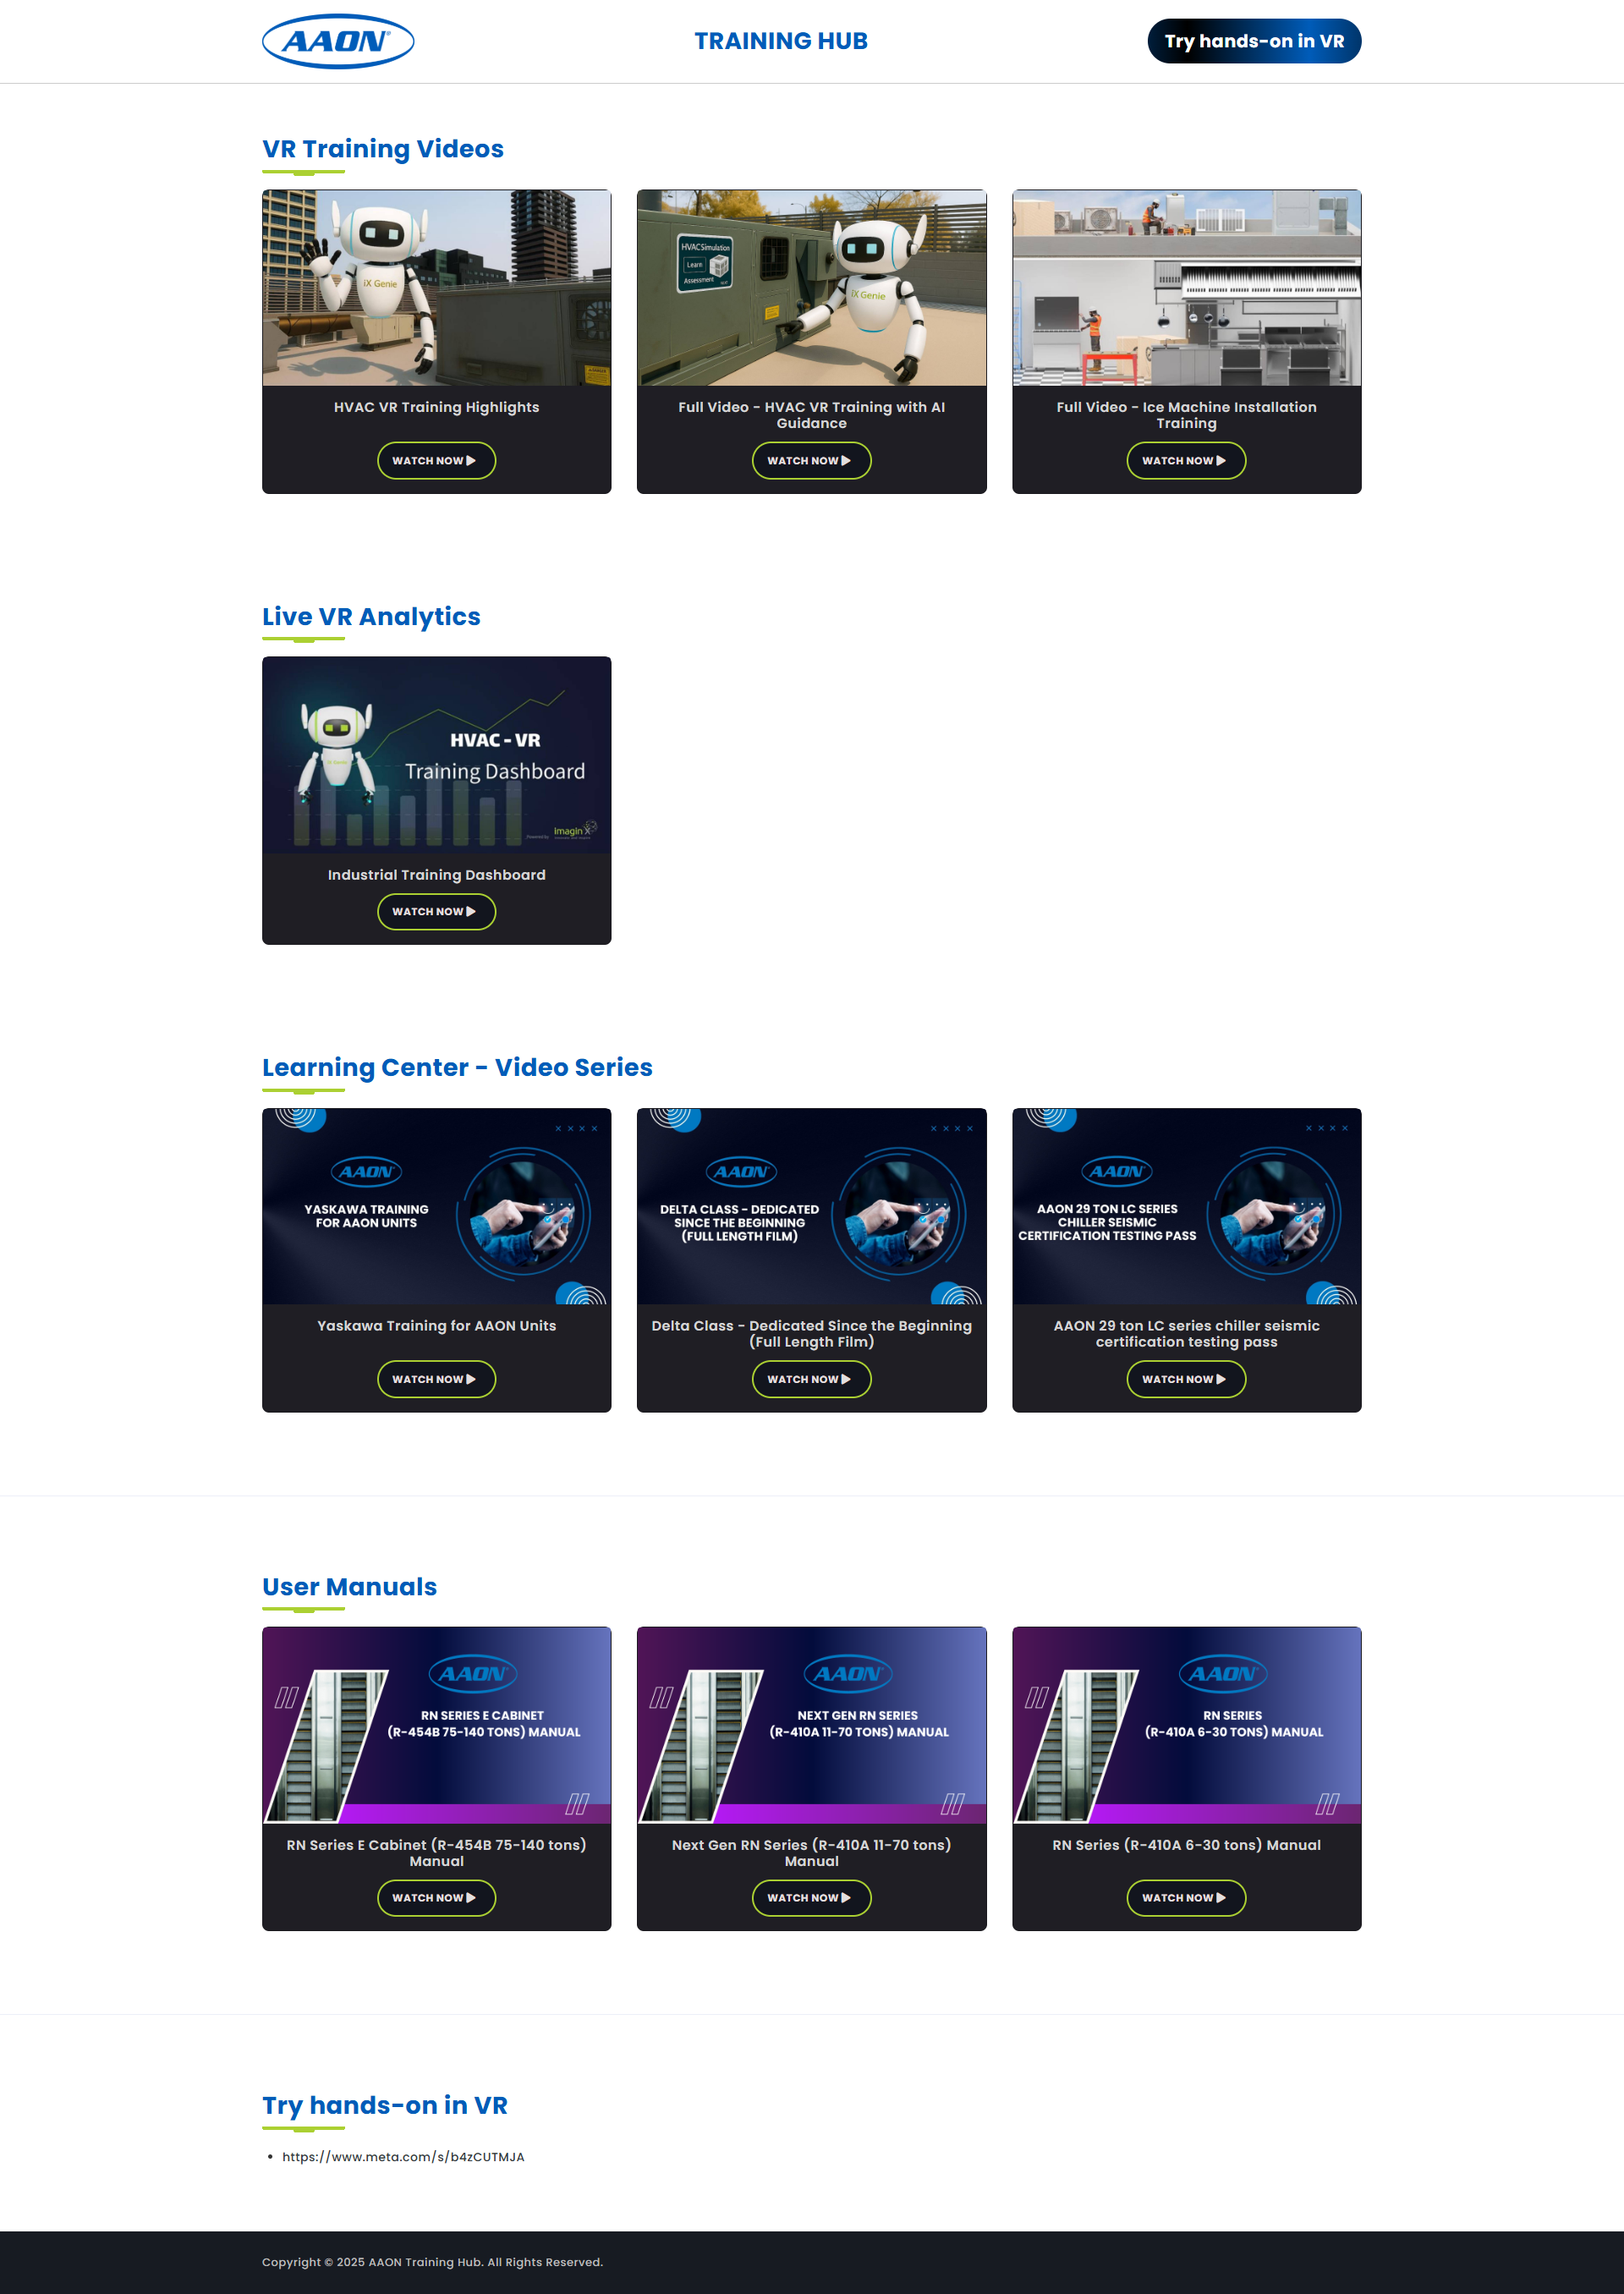 AAON
TRAINING HUB
Try hands-on in VR
VR Training Videos
iX Genie
HVAC VR Training Highlights
WATCH NOW
HVAC Simulation
Learn
Assessment
iX Genie
Full Video - HVAC VR Training with AI
Guidance
WATCH NOW
Full Video - Ice Machine Installation
Training
WATCH NOW
Live VR Analytics
iX Genie
HVAC - VR
Training Dashboard
Powered by
imagin X
Industrial Training Dashboard
WATCH NOW
Learning Center - Video Series
AAON
YASKAWA TRAINING
FOR AAON UNITS
Yaskawa Training for AAON Units
WATCH NOW
AAON
DELTA CLASS - DEDICATED
SINCE THE BEGINNING
(FULL LENGTH FILM)
Delta Class - Dedicated Since the Beginning
(Full Length Film)
WATCH NOW
AAON
AAON 29 TON LC SERIES
CHILLER SEISMIC
CERTIFICATION TESTING PASS
AAON 29 ton LC series chiller seismic
certification testing pass
WATCH NOW
User Manuals
AAON
RN SERIES E CABINET
(R-454B 75-140 TONS) MANUAL
RN Series E Cabinet (R-454B 75-140 tons)
Manual
WATCH NOW
AAON
NEXT GEN RN SERIES
(R-410A 11-70 TONS) MANUAL
Next Gen RN Series (R-410A 11-70 tons)
Manual
WATCH NOW
AAON
RN SERIES
(R-410A 6-30 TONS) MANUAL
RN Series (R-410A 6-30 tons) Manual
WATCH NOW
Try hands-on in VR
• https://www.meta.com/s/b4zCUTMJA
Copyright © 2025 AAON Training Hub. All Rights Reserved.